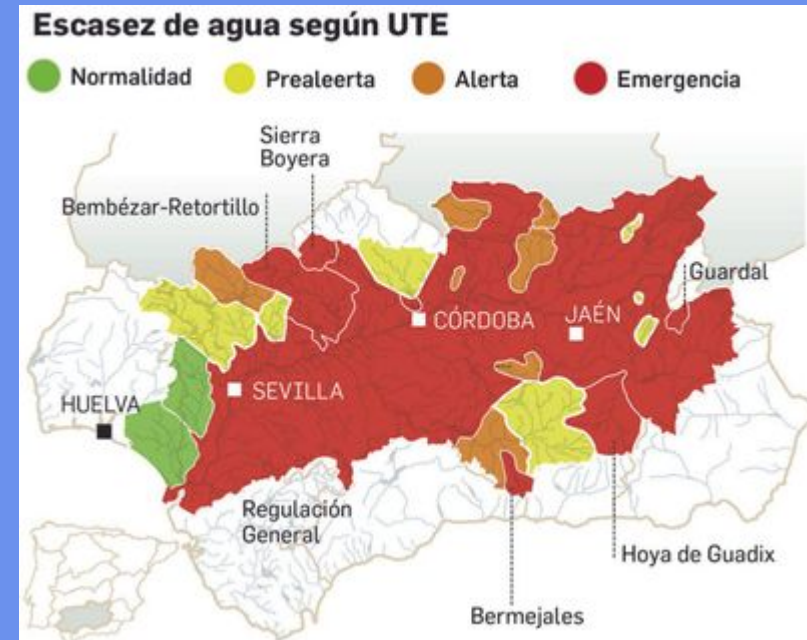 Escasez de agua según UTE
Normalidad
Prealeerta
Alerta
Emergencia
Sierra
Boyera
Bembézar-Retortillo
Guardal
CÓRDOBA
JAÉN
SEVILLA
HUELVA
Regulación
General
Hoya de Guadix
Bermejales